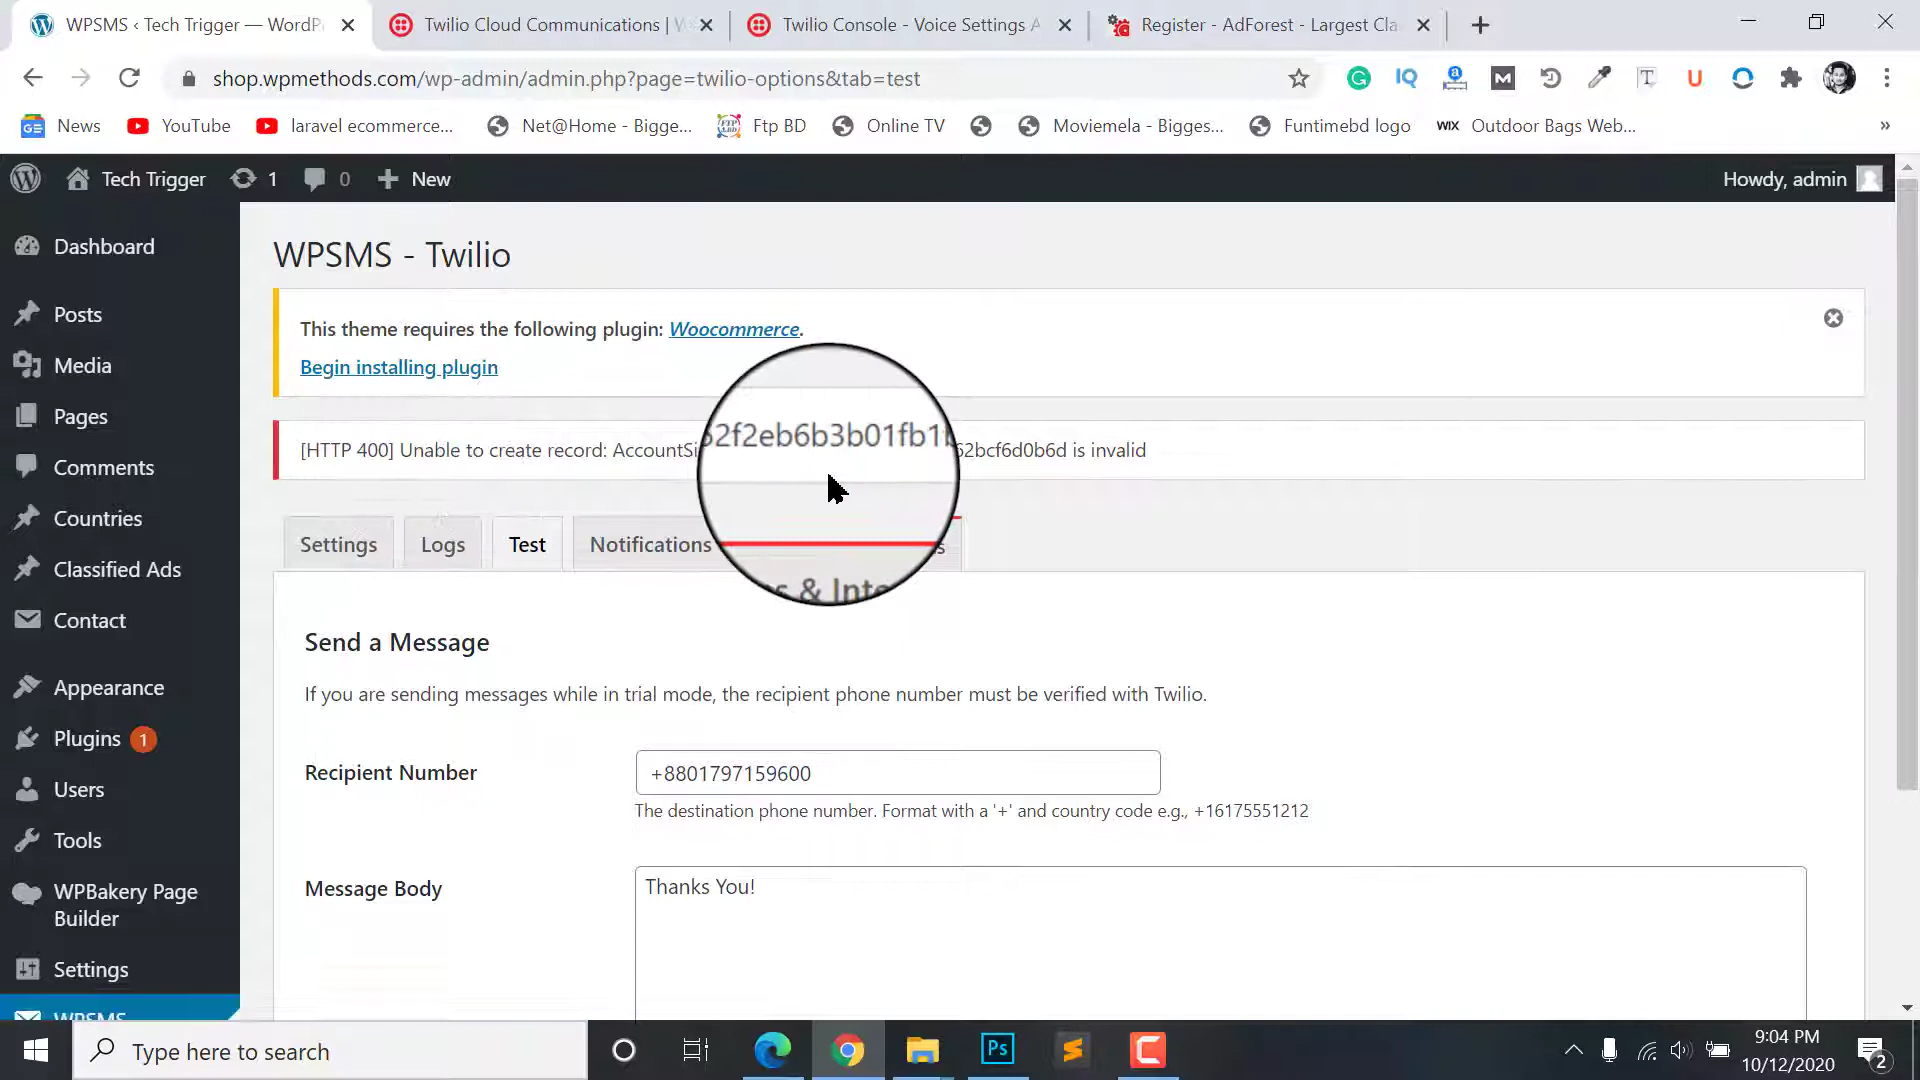 WPSMS ‹ Tech Trigger — WordPr
Twilio Cloud Communications |
Twilio Console - Voice Settings
Register - AdForest - Largest Cla
shop.wpmethods.com/wp-admin/admin.php?page=twilio-options&tab=test
News
YouTube
laravel ecommerce...
Net@Home - Bigge...
Ftp BD
Online TV
Moviemela - Bigges...
Funtimebd logo
WIX
Outdoor Bags Web...
»
Tech Trigger
1
0
New
Howdy, admin
Dashboard
Posts
Media
Pages
Comments
Classified Ads
Countries
Contact
Appearance
Plugins 1
Users
Tools
WPBakery Page
Builder
Settings
WPSMS
WPSMS - Twilio
This theme requires the following plugin: Woocommerce.
Begin installing plugin
[HTTP 400] Unable to create record: AccountSi 2f2eb6b3b01fb1 62bcf6d0b6d is invalid
Settings
Logs
Test
Notifications
& Inte
Send a Message
If you are sending messages while in trial mode, the recipient phone number must be verified with Twilio.
Recipient Number
+8801797159600
The destination phone number. Format with a '+' and country code e.g., +16175551212
Message Body
Thanks You!
Type here to search
Ps
9:04 PM
10/12/2020
2